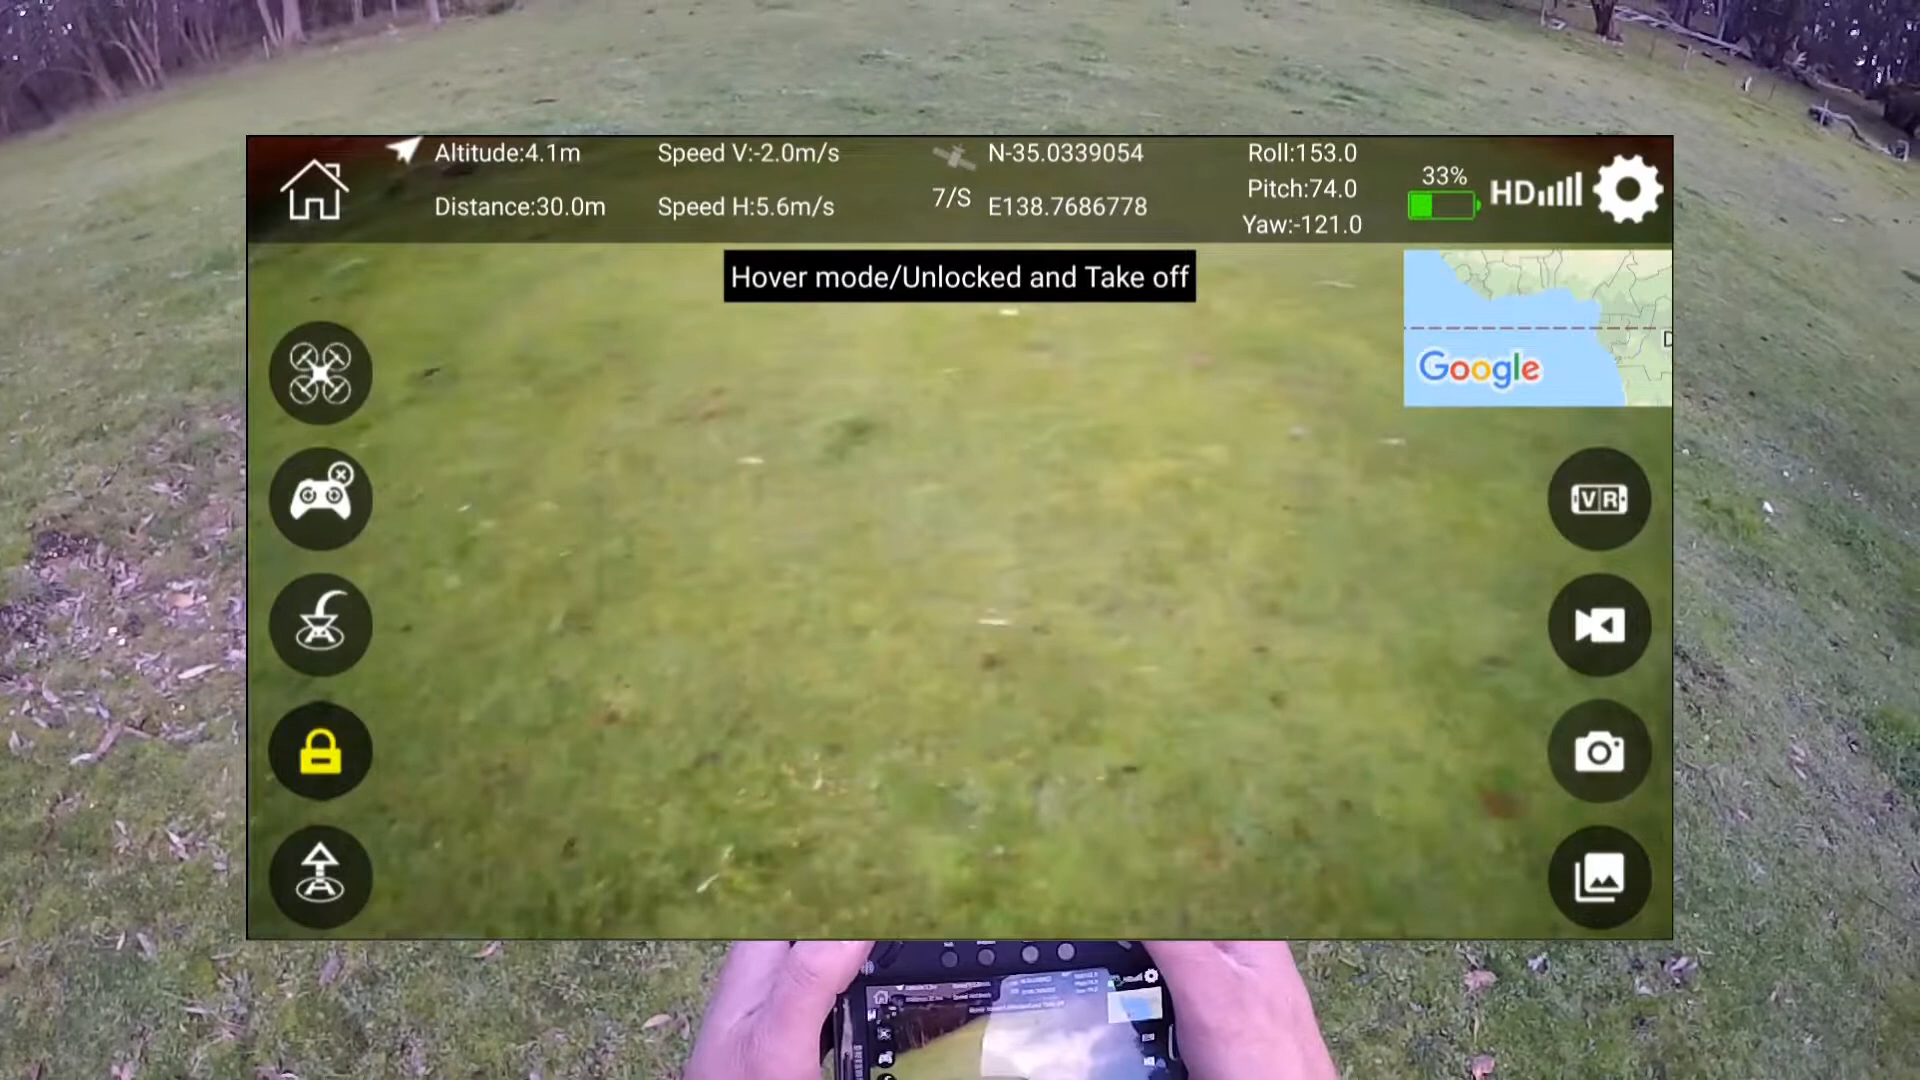 Altitude:4.1m
Speed V:-2.0m/s
N-35.0339054
Roll:153.0
Pitch:74.0
33%
HD
Distance:30.0m
Speed H:5.6m/s
7/S
E138.7686778
Yaw:-121.0
Hover mode/Unlocked and Take off
D
Google
VR